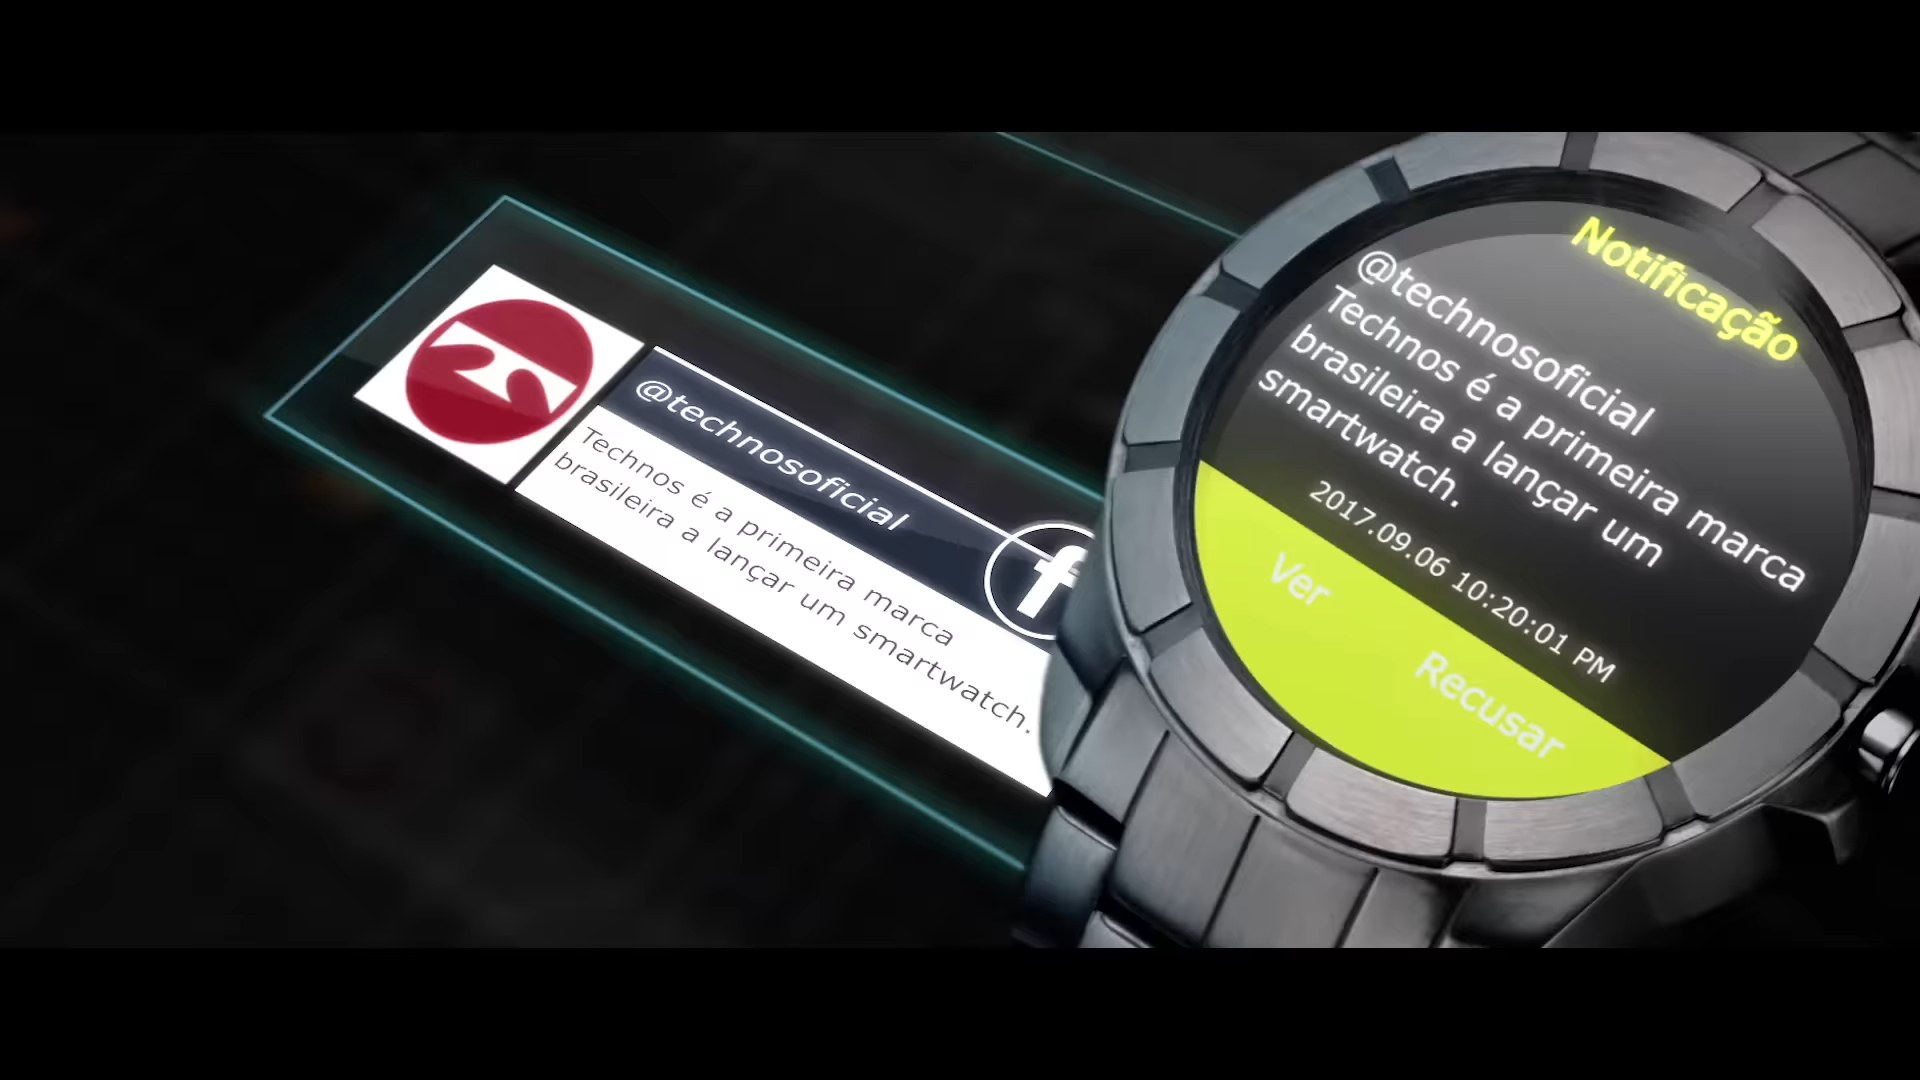 @technosoficial
Technos é a primeira marca
brasileira a lançar um smartwatch.
f
Notificação
@technosoficial
Technos é a primeira marca
brasileira a lançar um
smartwatch.
2017.09.06 10:20:01 PM
Ver
Recusar